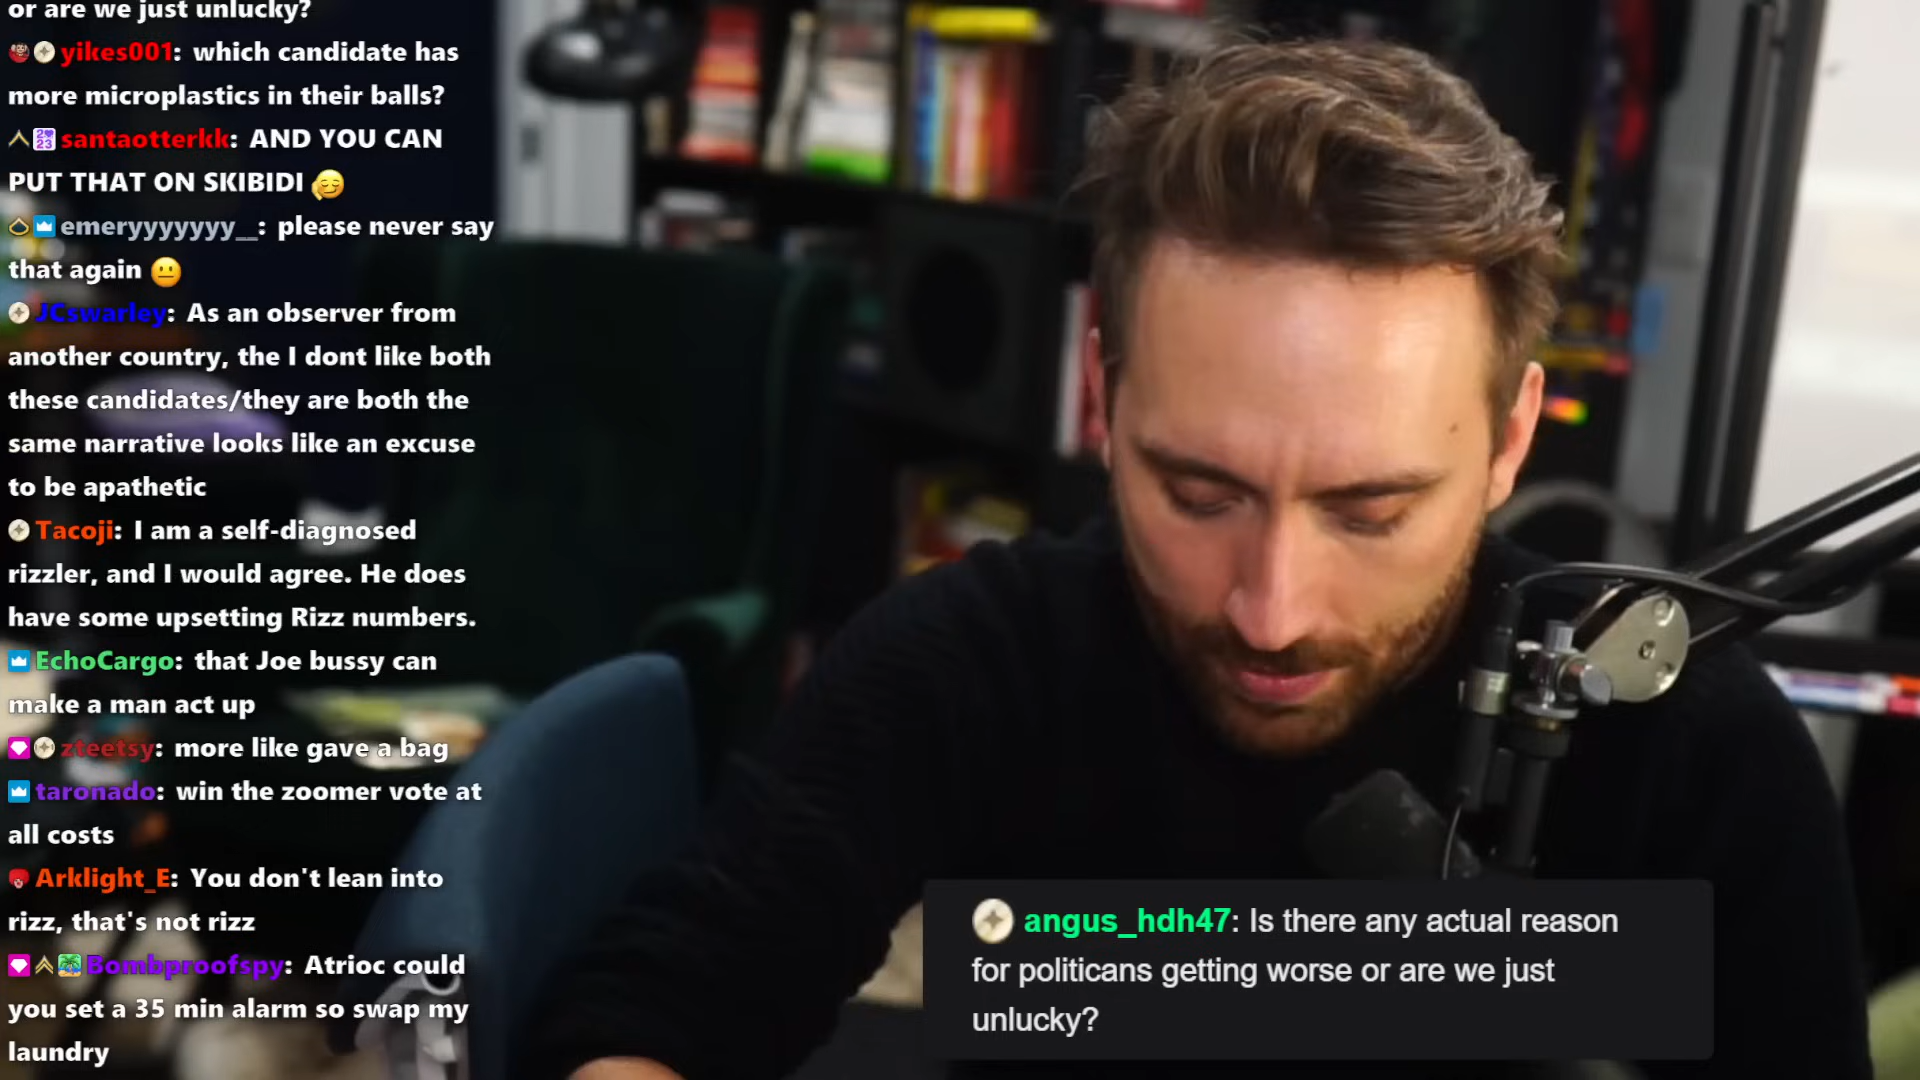 or are we just unlucky?
yikes001: which candidate has
more microplastics in their balls?
santaotterkk: AND YOU CAN
PUT THAT ON SKIBIDI
emeryyyyyyy__: please never say
that again
JCswarley: As an observer from
another country, the I dont like both
these candidates/they are both the
same narrative looks like an excuse
to be apathetic
Tacoji: I am a self-diagnosed
rizzler, and I would agree. He does
have some upsetting Rizz numbers.
EchoCargo: that Joe bussy can
make a man act up
zteetsy: more like gave a bag
taronado: win the zoomer vote at
all costs
Arklight_E: You don't lean into
rizz, that's not rizz
Bombproofspy: Atrioc could
you set a 35 min alarm so swap my
laundry
angus_hdh47: Is there any actual reason
for politicans getting worse or are we just
unlucky?